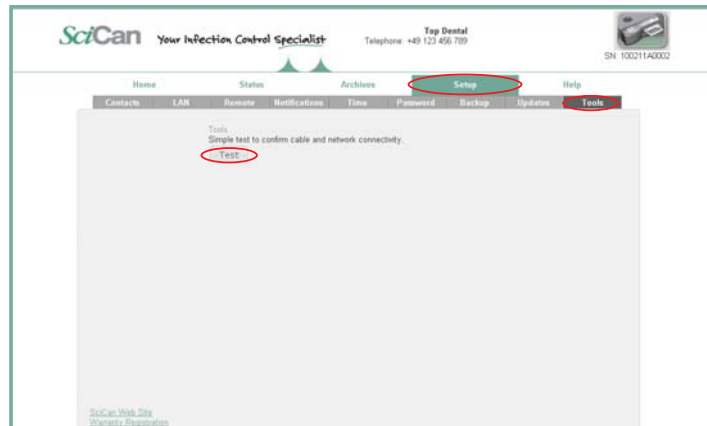 SciCan Your Infection Control Specialist
Top Dental
Telephone: +49 123 456 789
SN: 100211A0002
Home Status Archives Setup Help
Contacts LAN Remote Notifications Time Password Backup Updates Tools
Tools
Simple test to confirm cable and network connectivity.
Test
SciCan Web Site
Warranty Registration